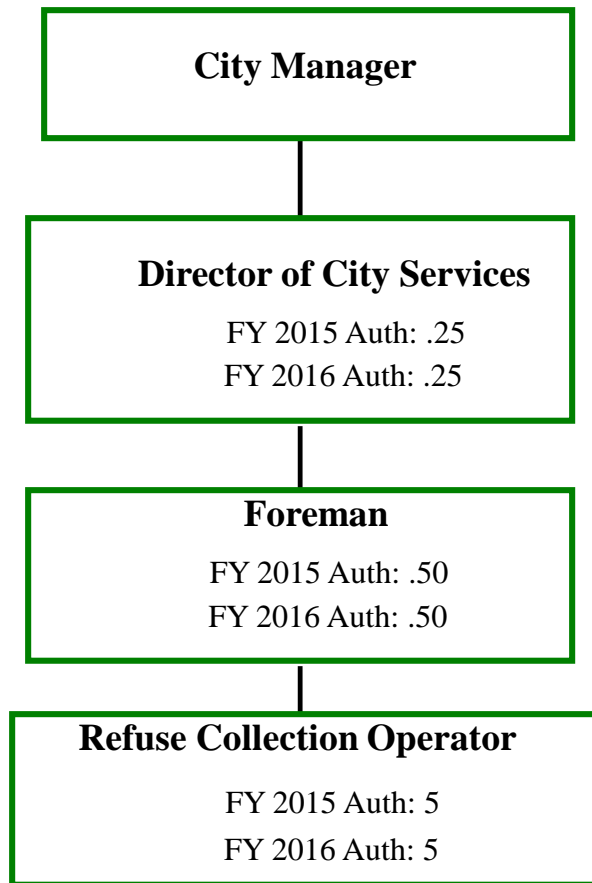 City Manager
Director of City Services
FY 2015 Auth: .25
FY 2016 Auth: .25
Foreman
FY 2015 Auth: .50
FY 2016 Auth: .50
Refuse Collection Operator
FY 2015 Auth: 5
FY 2016 Auth: 5